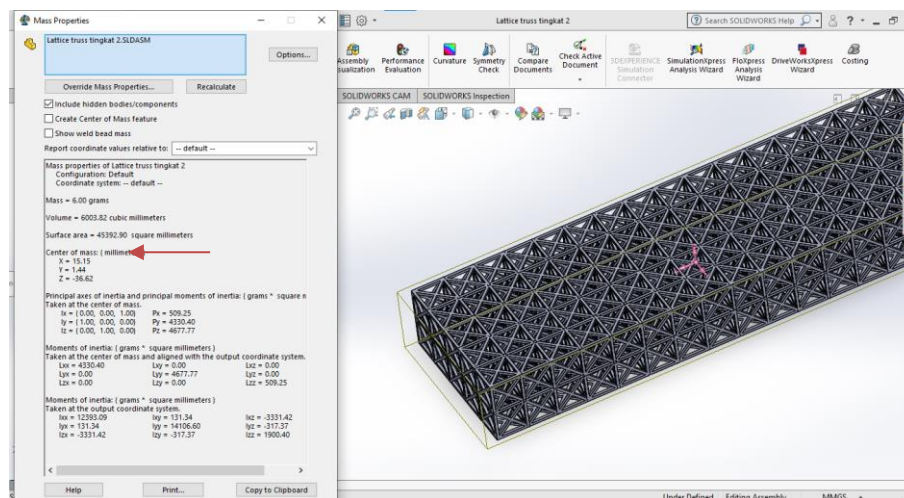 Mass Properties
Lattice truss tingkat 2.SLDASM
Options...
Override Mass Properties...
Recalculate
Include hidden bodies/components
Create Center of Mass feature
Show weld bead mass
Report coordinate values relative to: -- default --
Mass properties of Lattice truss tingkat 2
Configuration: Default
Coordinate system: -- default --
Mass = 6.00 grams
Volume = 6003.82 cubic millimeters
Surface area = 45392.90 square millimeters
Center of mass: ( millimet
X = 15.15
Y = 1.44
Z = -36.62
Principal axes of inertia and principal moments of inertia: ( grams * square n
Taken at the center of mass.
Ix = ( 0.00, 0.00, 1.00) Px = 509.25
Iy = ( 1.00, 0.00, 0.00) Py = 4330.40
Iz = ( 0.00, 1.00, 0.00) Pz = 4677.77
Moments of inertia: ( grams * square millimeters )
Taken at the center of mass and aligned with the output coordinate system.
Lxx = 4330.40 Lxy = 0.00 Lxz = 0.00
Lyx = 0.00 Lyy = 4677.77 Lyz = 0.00
Lzx = 0.00 Lzy = 0.00 Lzz = 509.25
Moments of inertia: ( grams * square millimeters )
Taken at the output coordinate system.
Ixx = 12393.09 Ixy = 131.34 Ixz = -3331.42
Iyx = 131.34 Iyy = 14106.60 Iyz = -317.37
Izx = -3331.42 Izy = -317.37 Izz = 1900.40
Help
Print...
Copy to Clipboard
Lattice truss tingkat 2
Search SOLIDWORKS Help
Assembly
sualization
Performance
Evaluation
Curvature
Symmetry
Check
Compare
Documents
Check Active
Document
3DEXPERIENCE
Simulation
Connector
SimulationXpress
Analysis Wizard
FloXpress
Analysis
Wizard
DriveWorksXpress
Wizard
Costing
SOLIDWORKS CAM
SOLIDWORKS Inspection
Under Defined
Editing Assembly
MMGS